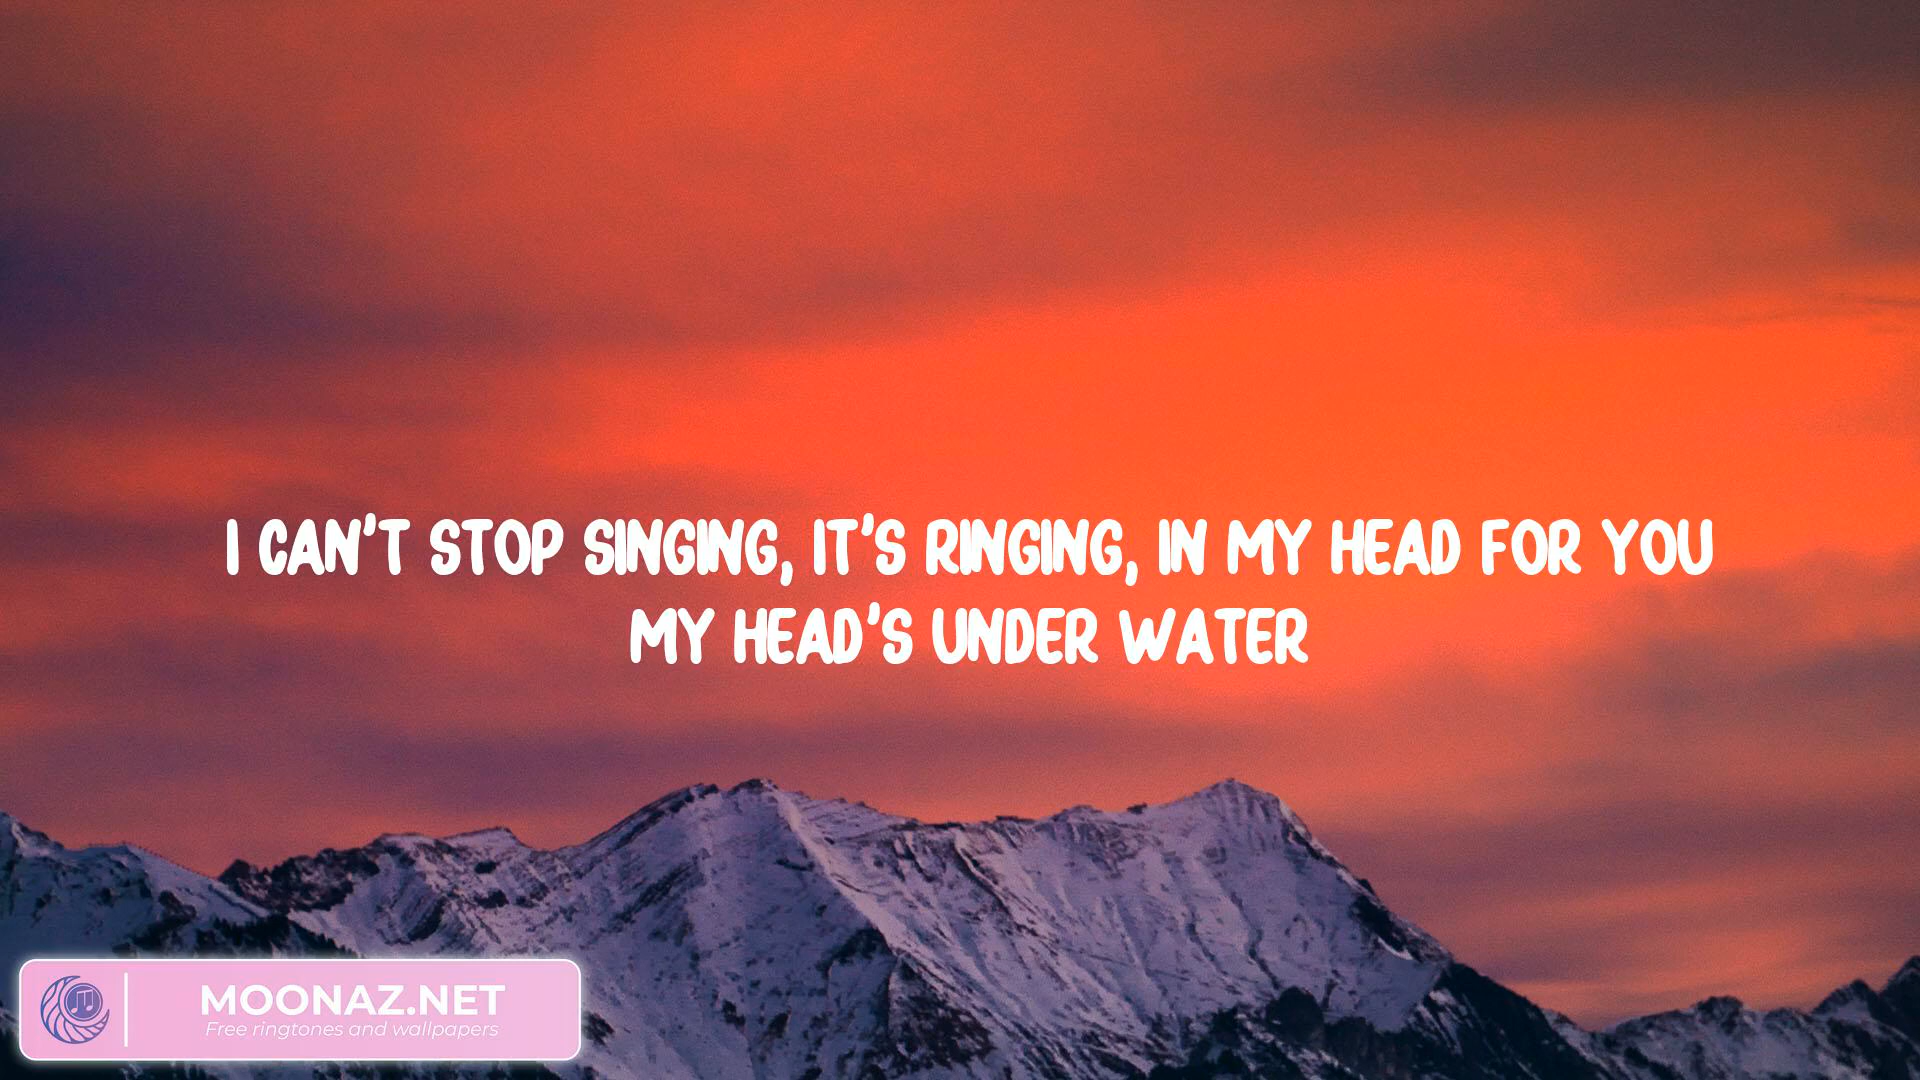 I CAN'T STOP SINGING, IT'S RINGING, IN MY HEAD FOR YOU
MY HEAD'S UNDER WATER
MOONAZ.NET
Free ringtones and wallpapers